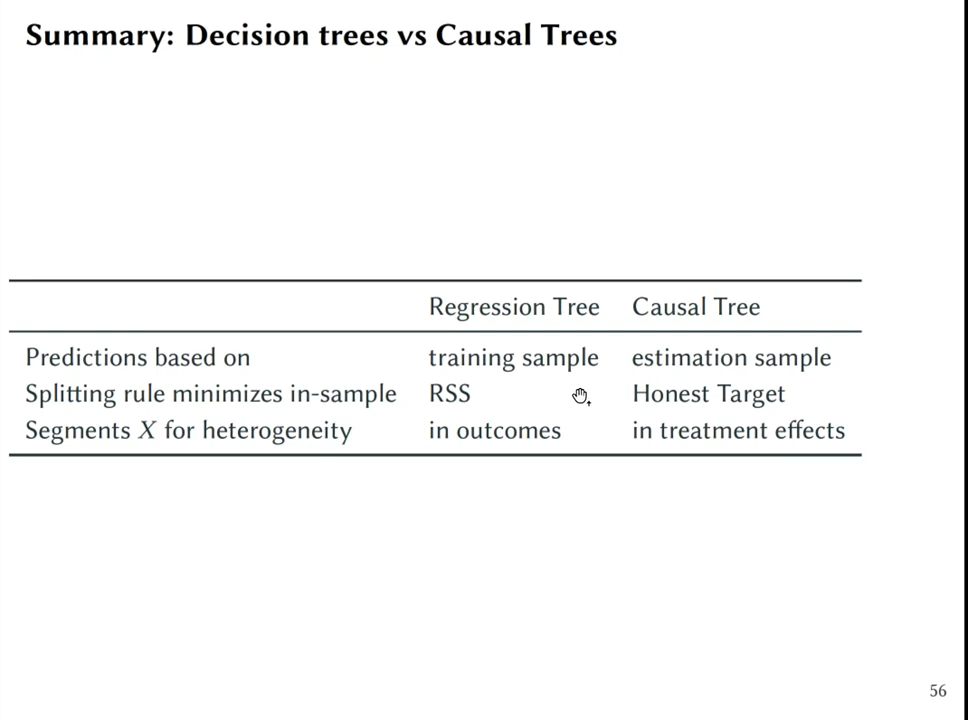 Summary: Decision trees vs Causal Trees
Regression Tree Causal Tree
Predictions based on training sample estimation sample
Splitting rule minimizes in-sample RSS Honest Target
Segments X for heterogeneity in outcomes in treatment effects
56